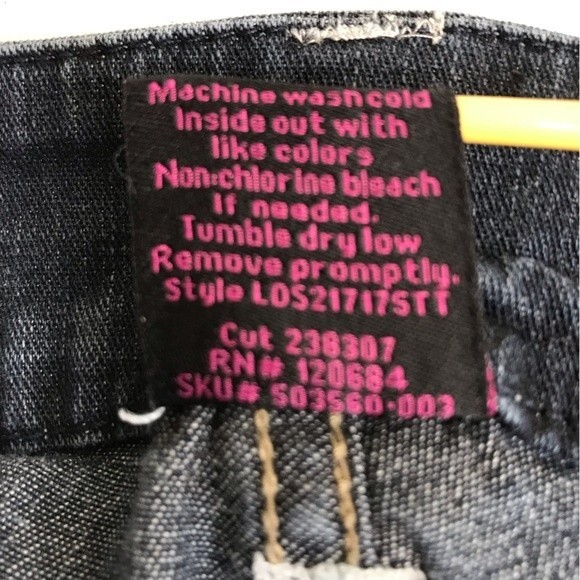 Machine wash cold
Inside out with
like colors
Non-chlorine bleach
If needed.
Tumble dry low
Remove promptly.
Style LDS217175TT
Cut 238307
RN# 120684
SKU# 503560-003